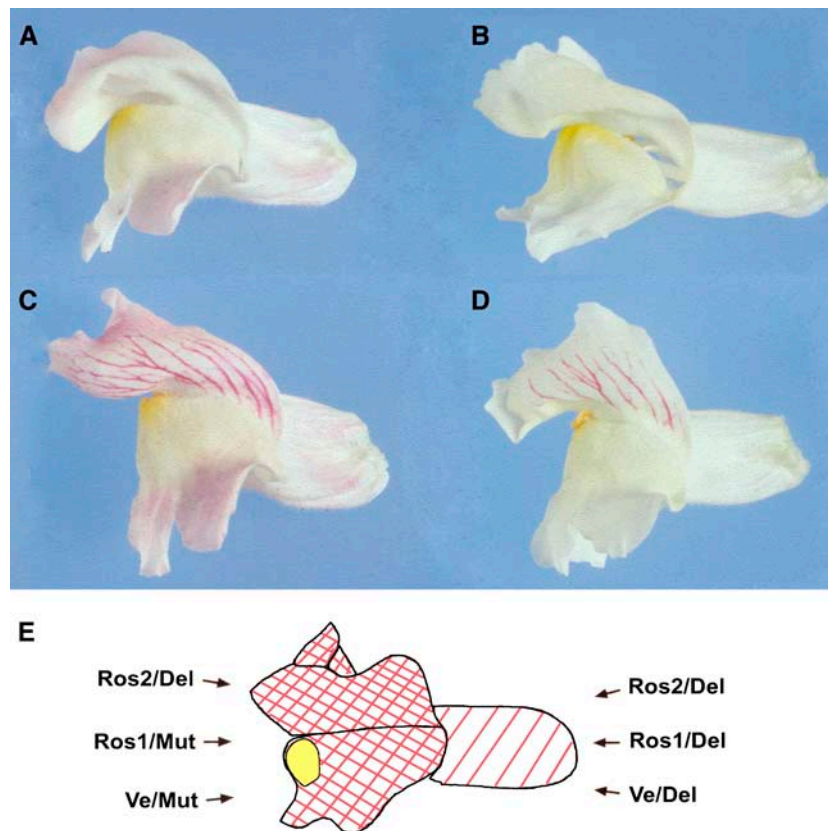 A
B
C
D
E
Ros2/Del
Ros2/Del
Ros1/Mut
Ros1/Del
Ve/Mut
Ve/Del